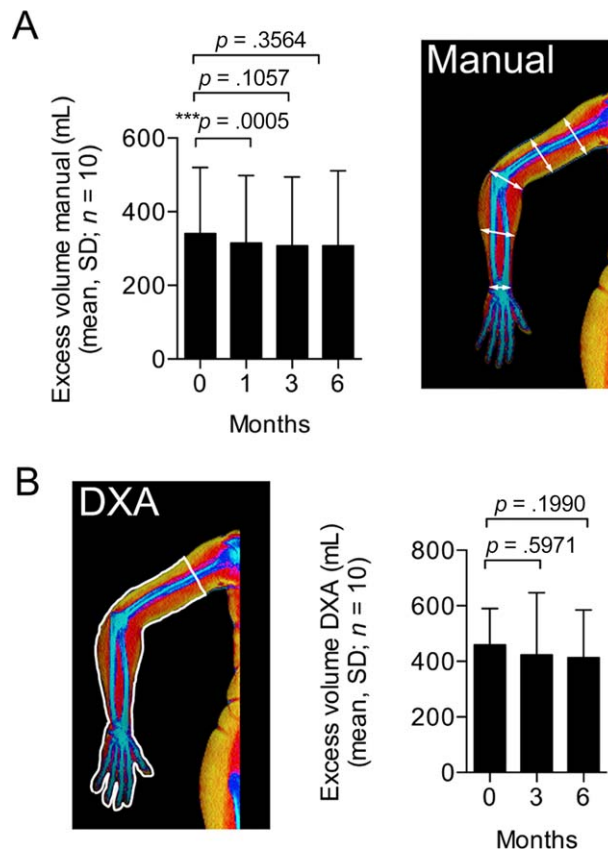 A
p = .3564
p = .1057
***p = .0005
Excess volume manual (mL)
(mean, SD; n = 10)
600
400
200
0
0 1 3 6
Months
Manual
B
DXA
p = .1990
p = .5971
Excess volume DXA (mL)
(mean, SD; n = 10)
800
600
400
200
0
0 3 6
Months